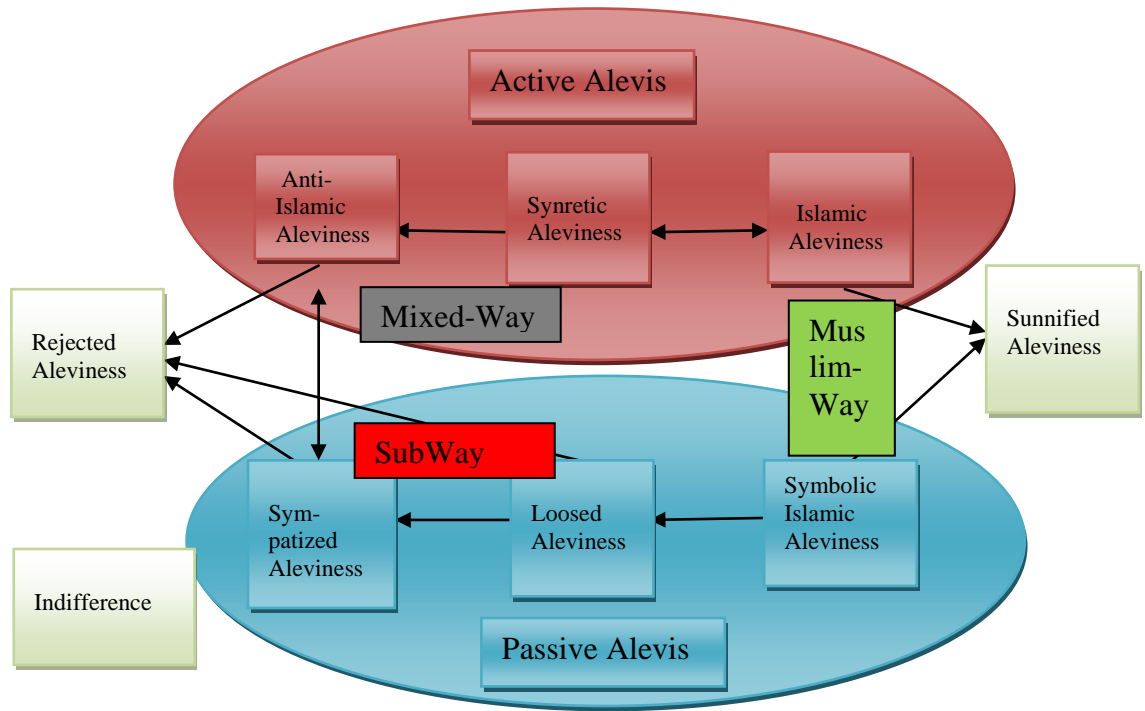 Active Alevis
Anti-
Islamic
Aleviness
Synretic
Aleviness
Islamic
Aleviness
Mixed-Way
Mus
lim-
Way
Rejected
Aleviness
Sunnified
Aleviness
SubWay
Sym-
patized
Aleviness
Loosed
Aleviness
Symbolic
Islamic
Aleviness
Indifference
Passive Alevis